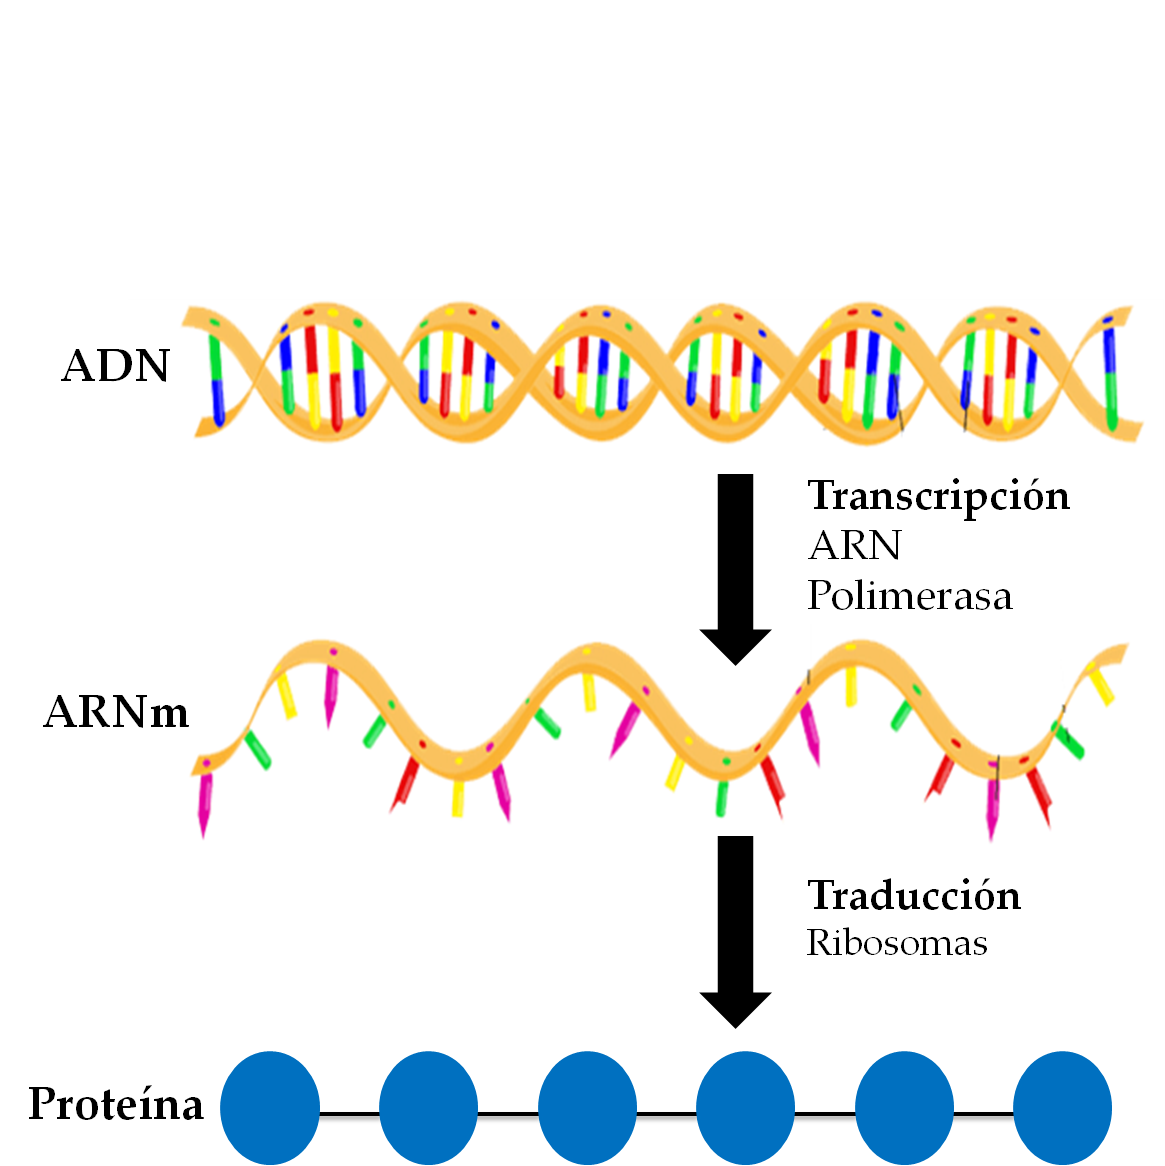 ADN
Transcripción
ARN
Polimerasa
ARNm
Traducción
Ribosomas
Proteína